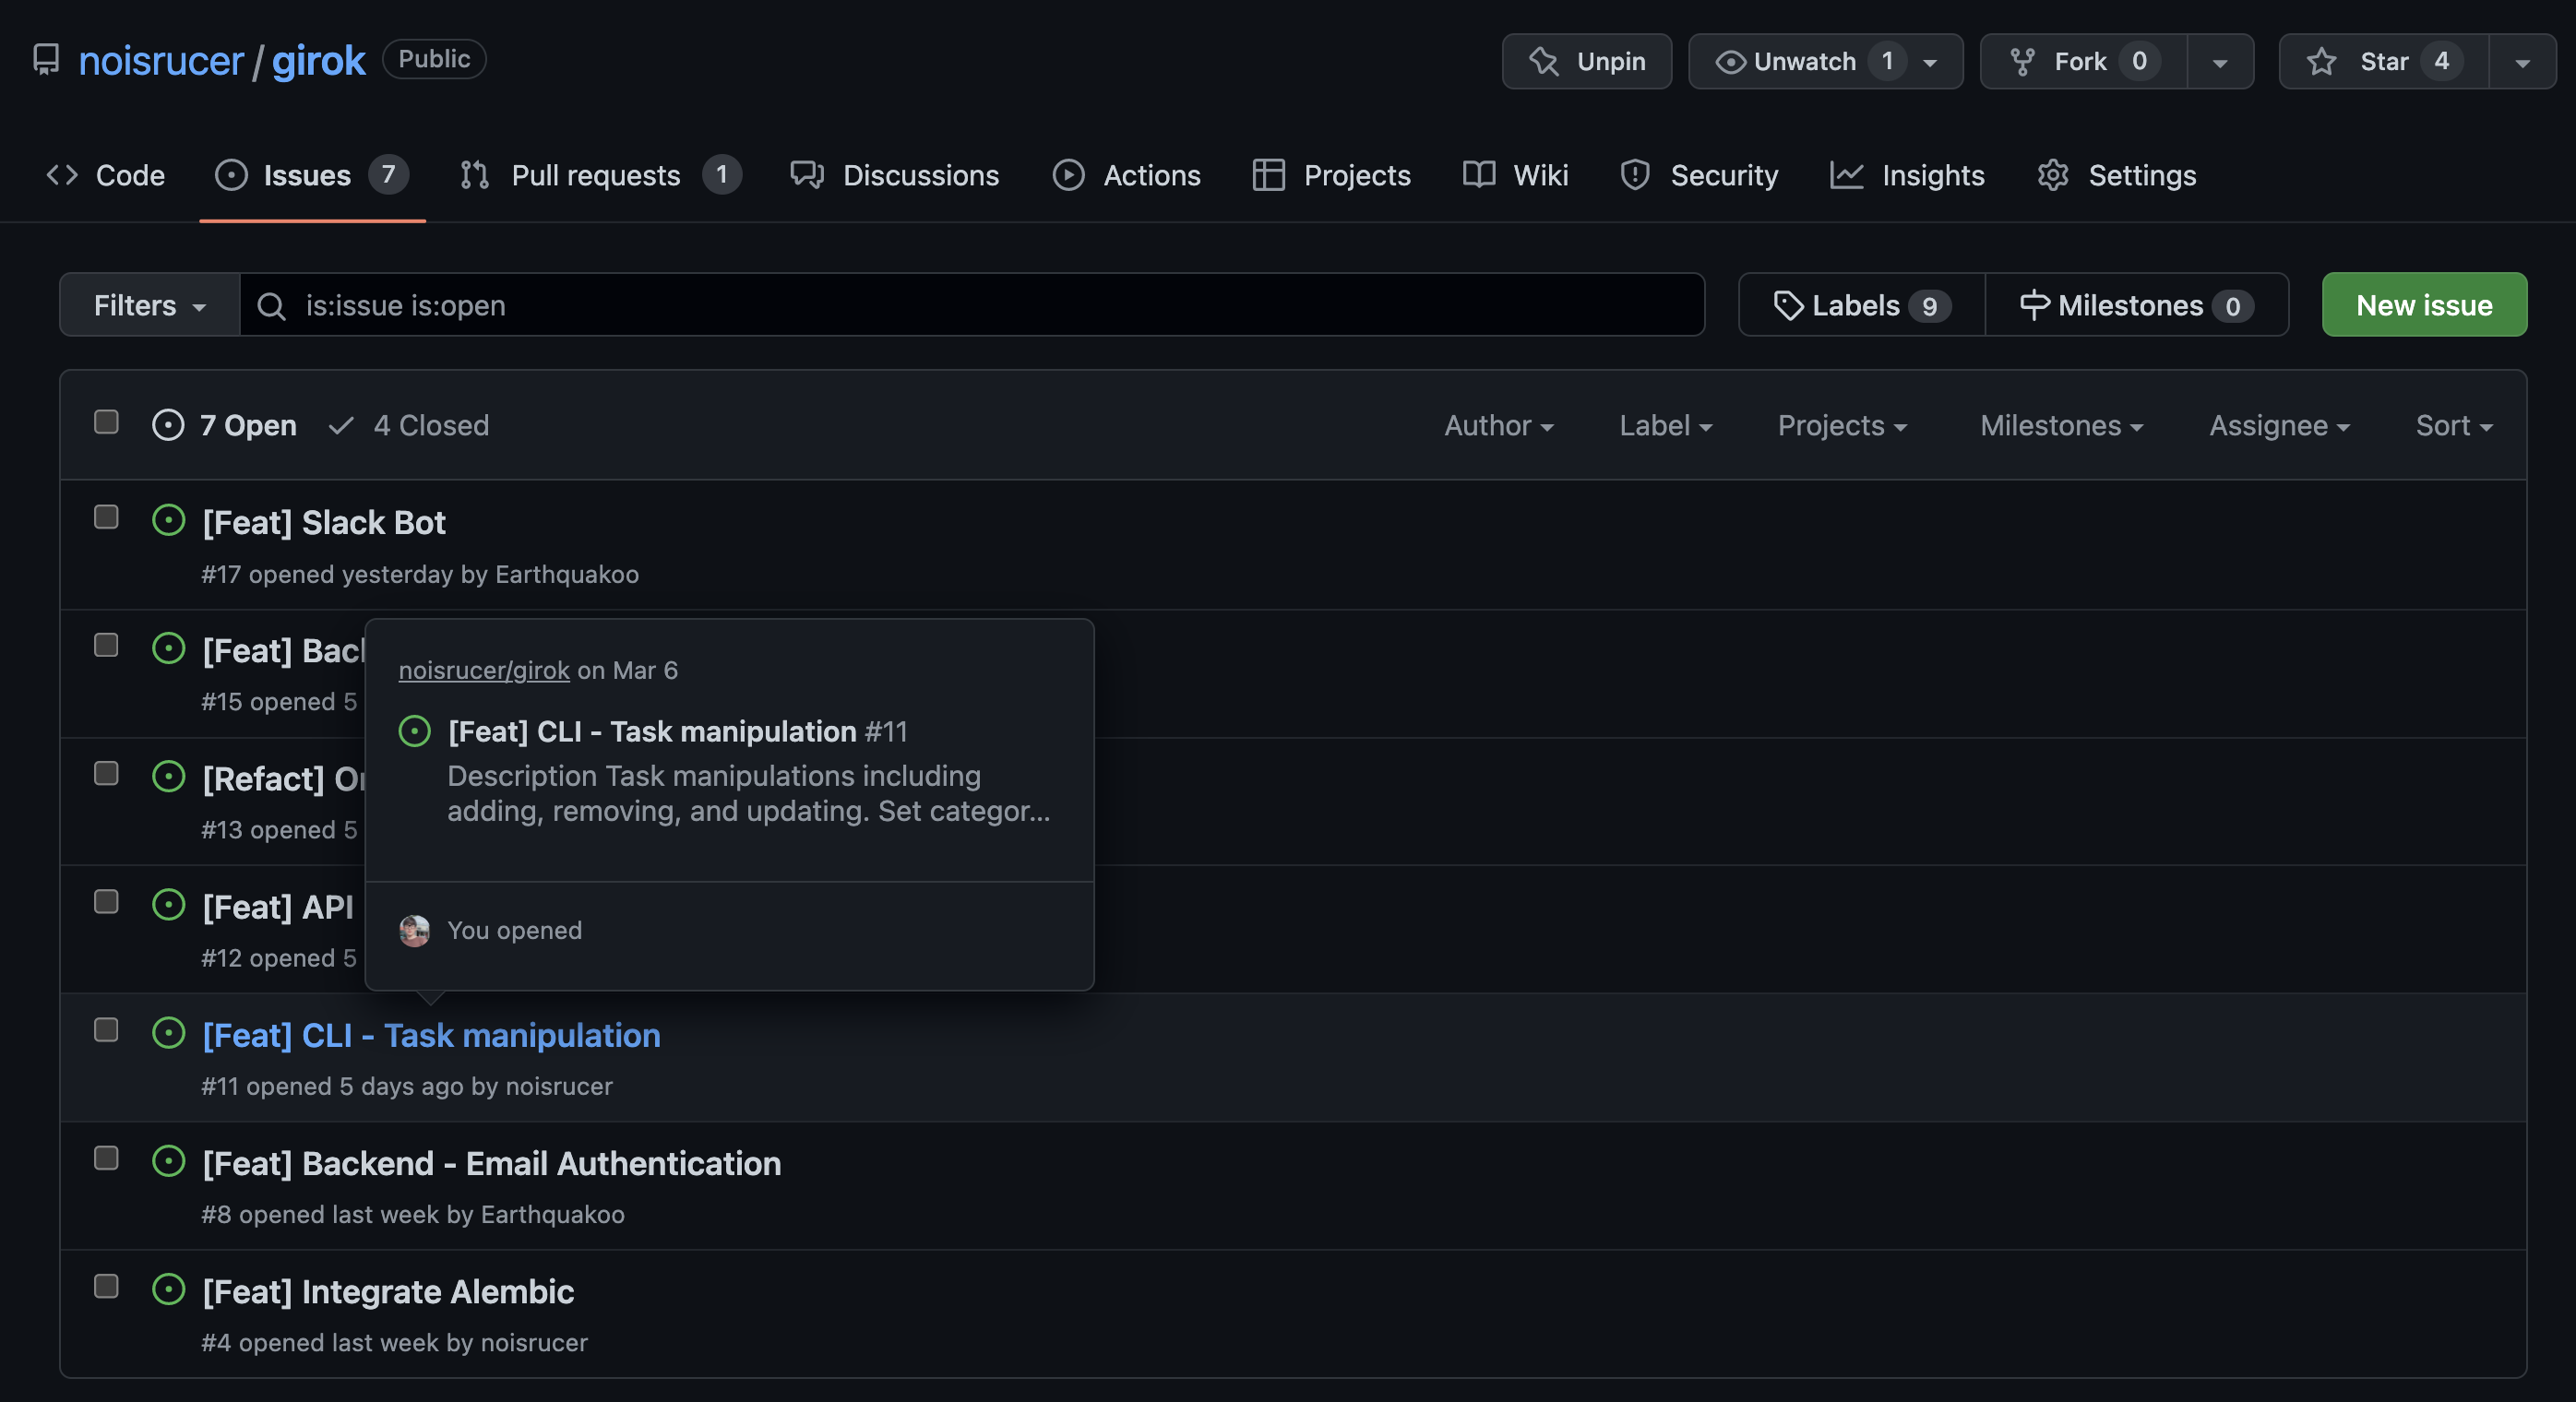 noisrucer / girok Public Unpin Unwatch 1 Fork 0 Star 4
Code Issues 7 Pull requests 1 Discussions Actions Projects Wiki Security Insights Settings
Filters is:issue is:open Labels 9 Milestones 0 New issue
7 Open 4 Closed Author Label Projects Milestones Assignee Sort
[Feat] Slack Bot
#17 opened yesterday by Earthquakoo
[Feat]
#15 opened 5
[Refact]
#13 opened 5
[Feat] API
#12 opened 5
noisrucer/girok on Mar 6
[Feat] CLI - Task manipulation #11
Description Task manipulations including
adding, removing, and updating. Set categor...
You opened
[Feat] CLI - Task manipulation
#11 opened 5 days ago by noisrucer
[Feat] Backend - Email Authentication
#8 opened last week by Earthquakoo
[Feat] Integrate Alembic
#4 opened last week by noisrucer